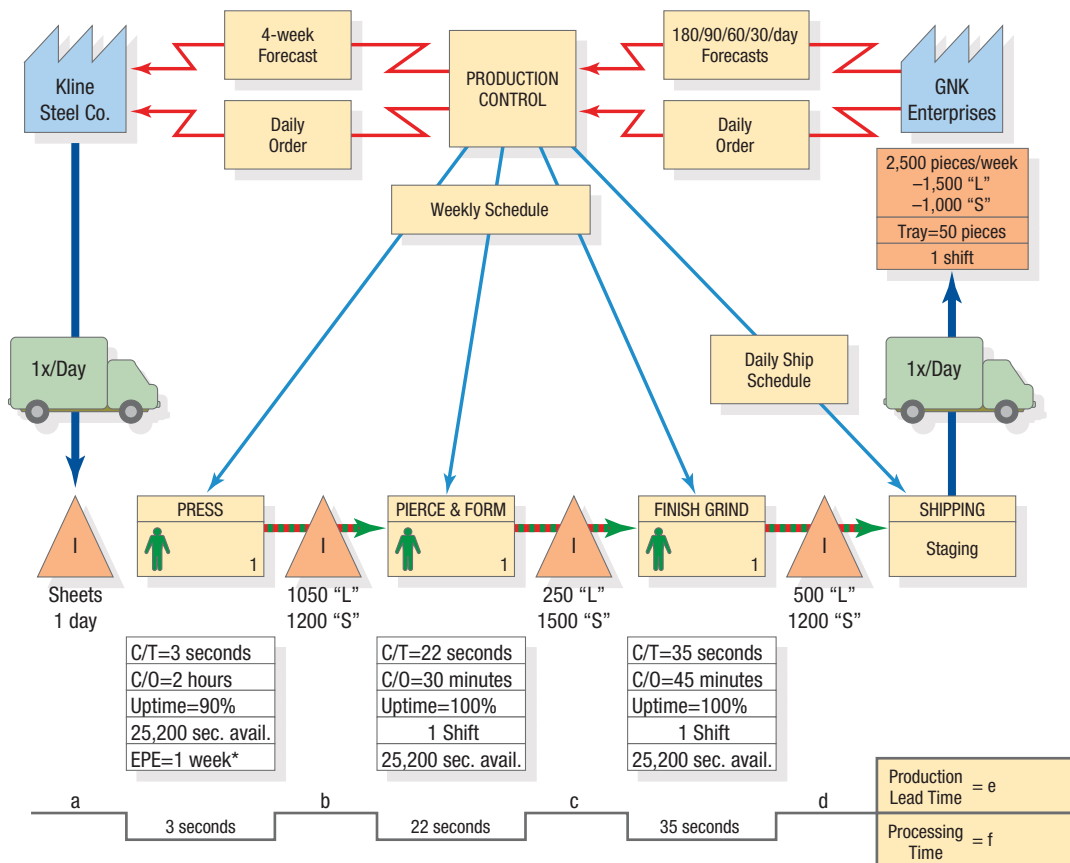 Kline
Steel Co.
4-week
Forecast
Daily
Order
PRODUCTION
CONTROL
180/90/60/30/day
Forecasts
Daily
Order
GNK
Enterprises
2,500 pieces/week
–1,500 “L”
–1,000 “S”
Tray=50 pieces
1 shift
Weekly Schedule
Daily Ship
Schedule
1x/Day
1x/Day
I
Sheets
1 day
PRESS
1
I
1050 “L”
1200 “S”
PIERCE & FORM
1
I
250 “L”
1500 “S”
FINISH GRIND
1
I
500 “L”
1200 “S”
SHIPPING
Staging
C/T=3 seconds
C/O=2 hours
Uptime=90%
25,200 sec. avail.
EPE=1 week*
C/T=22 seconds
C/O=30 minutes
Uptime=100%
1 Shift
25,200 sec. avail.
C/T=35 seconds
C/O=45 minutes
Uptime=100%
1 Shift
25,200 sec. avail.
a
3 seconds
b
22 seconds
c
35 seconds
d
Production
Lead Time = e
Processing
Time = f